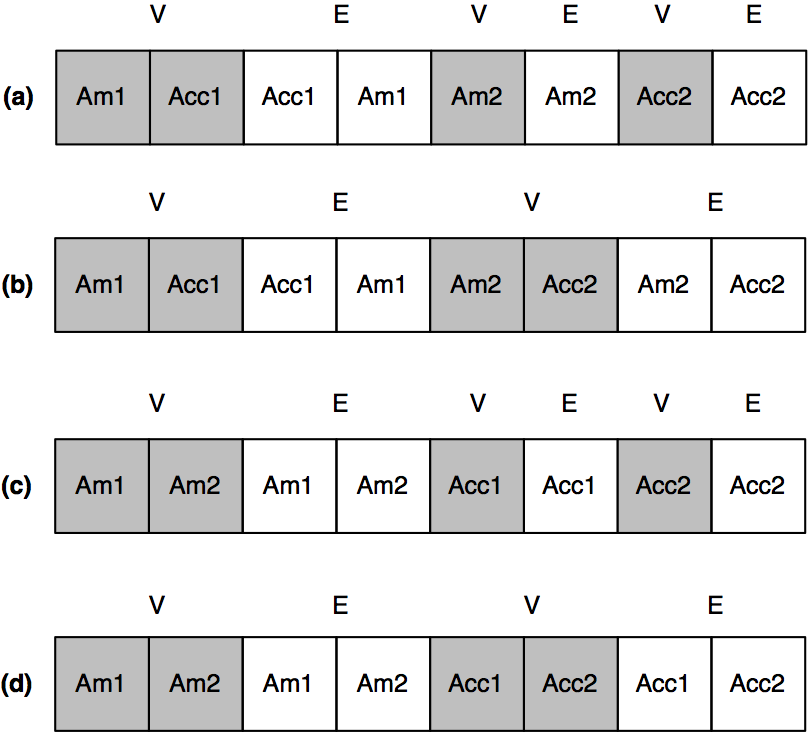 V E V E V E
(a) Am1 Acc1 Acc1 Am1 Am2 Am2 Acc2 Acc2
V E V E
(b) Am1 Acc1 Acc1 Am1 Am2 Acc2 Am2 Acc2
V E V E V E
(c) Am1 Am2 Am1 Am2 Acc1 Acc1 Acc2 Acc2
V E V E
(d) Am1 Am2 Am1 Am2 Acc1 Acc2 Acc1 Acc2